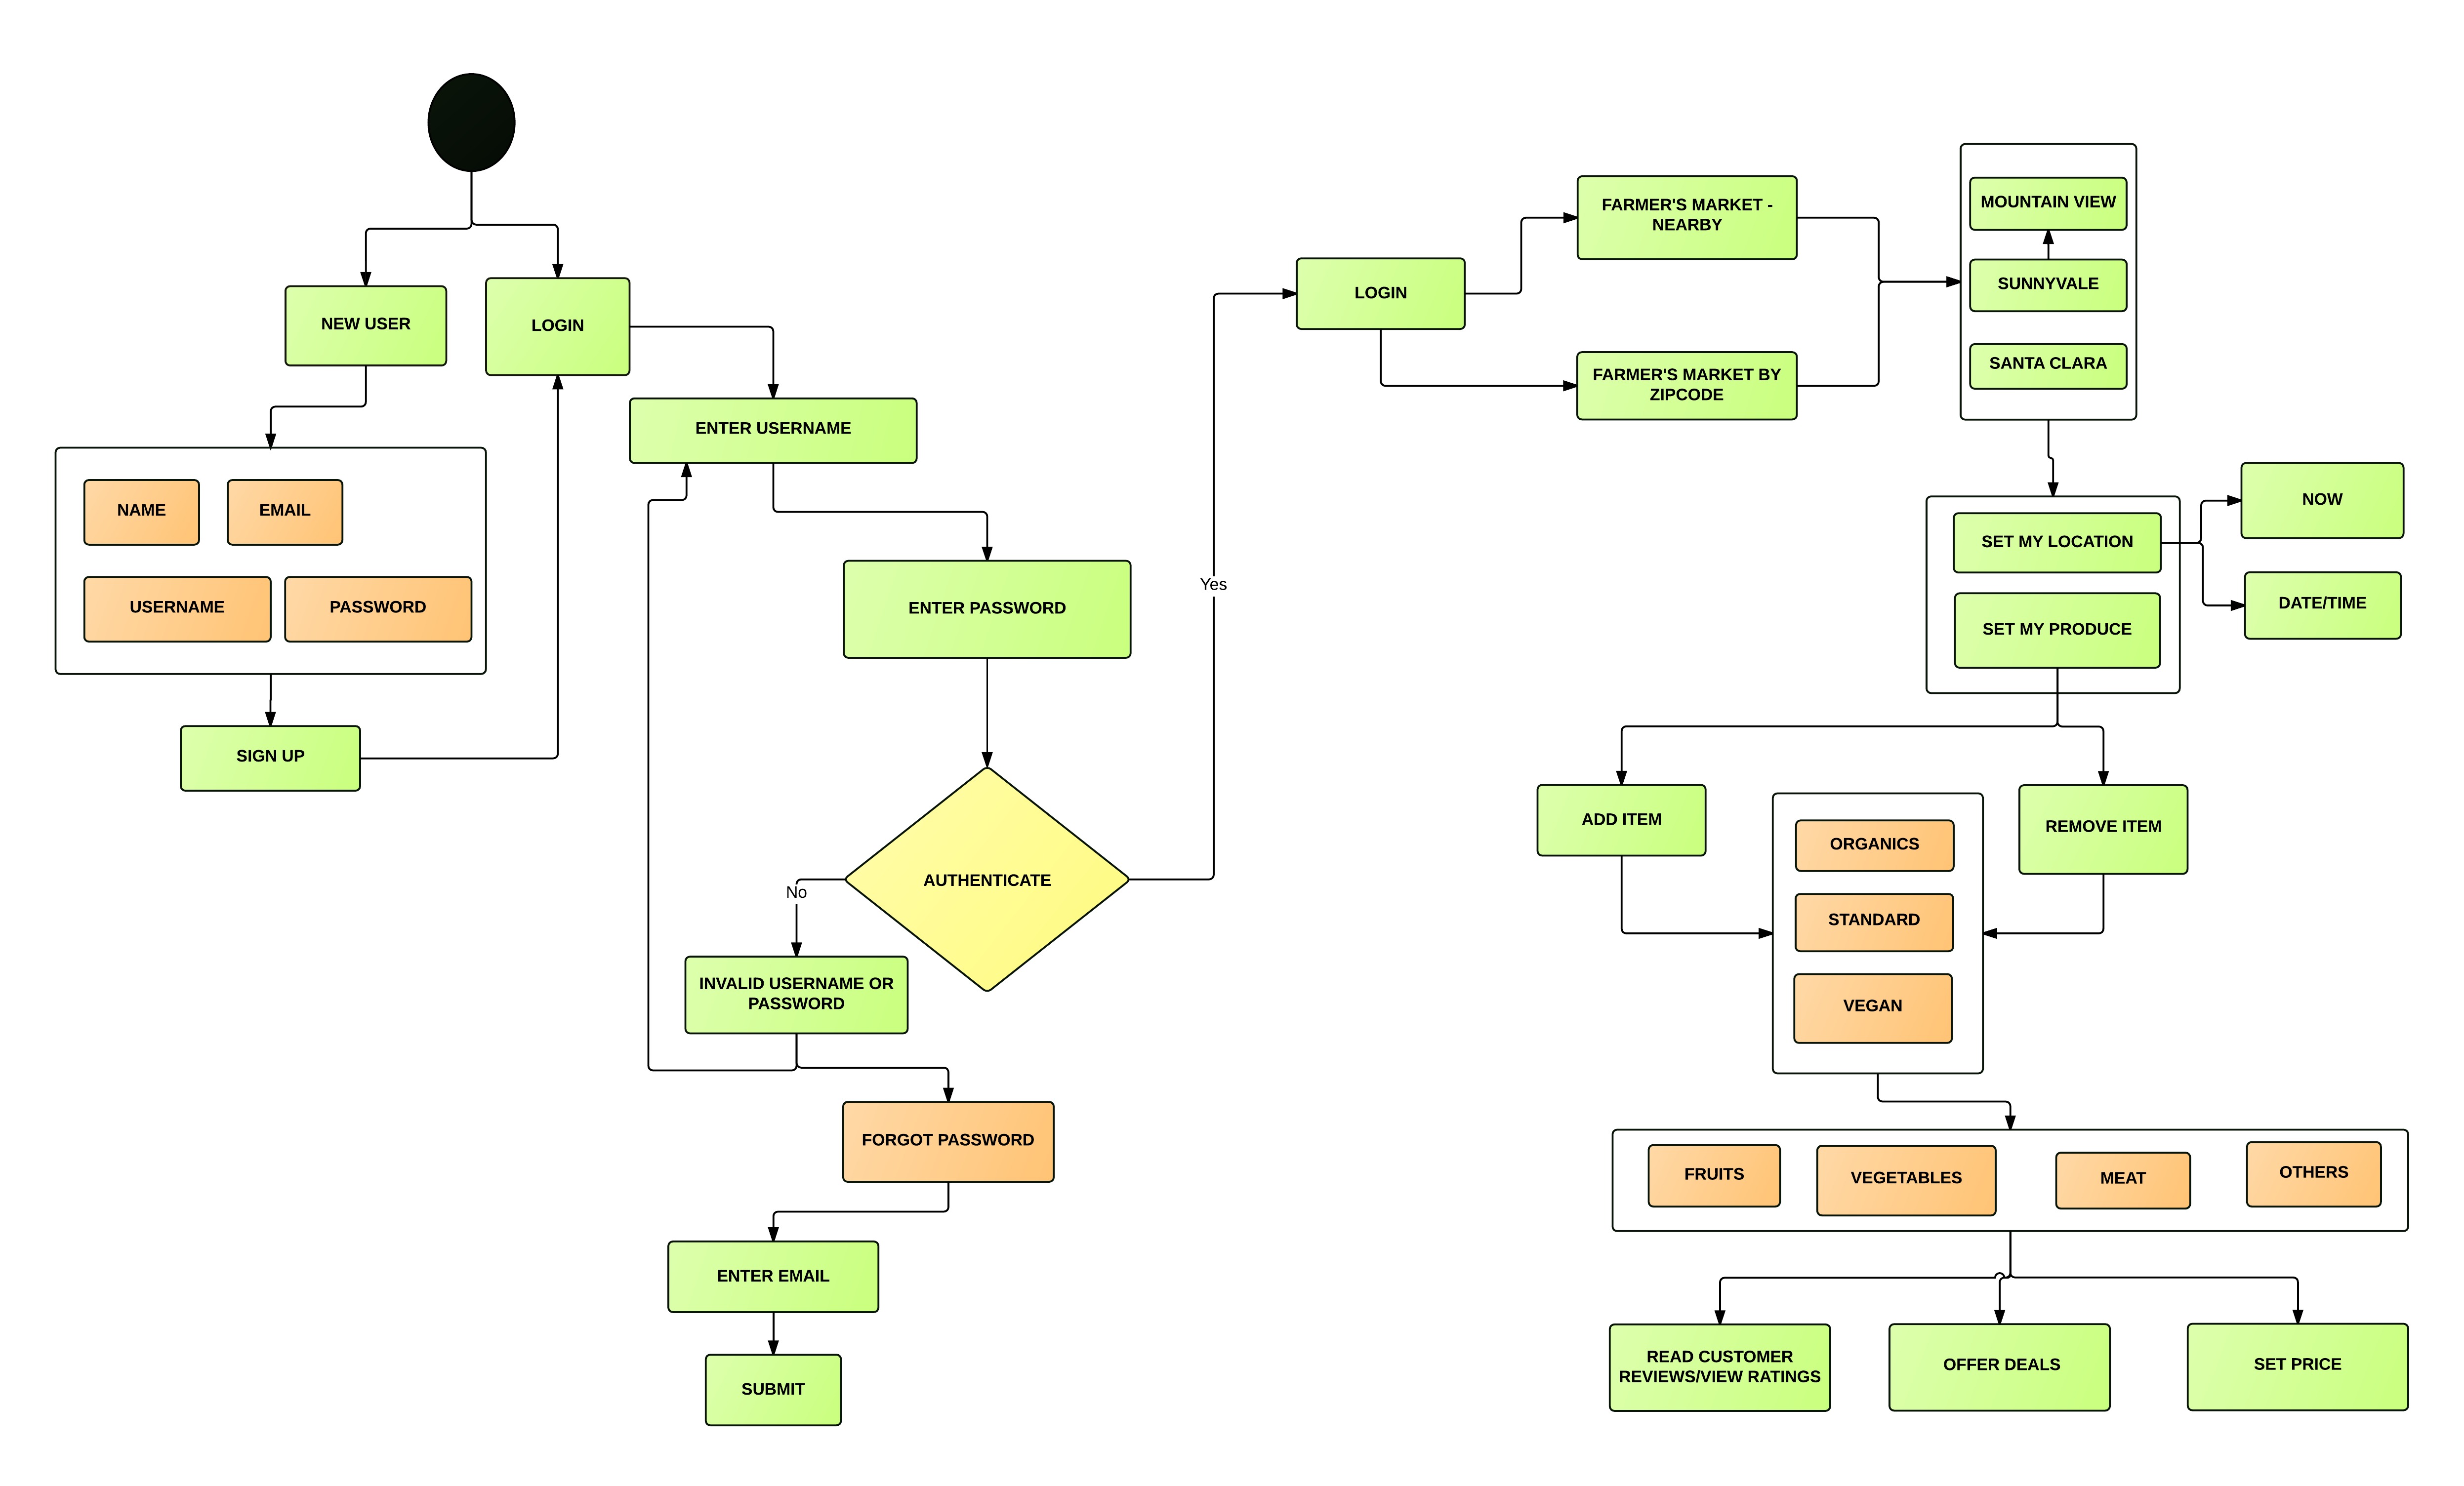 NEW USER
LOGIN
NAME
EMAIL
USERNAME
PASSWORD
SIGN UP
ENTER USERNAME
ENTER PASSWORD
AUTHENTICATE
Yes
No
INVALID USERNAME OR
PASSWORD
FORGOT PASSWORD
ENTER EMAIL
SUBMIT
LOGIN
FARMER'S MARKET -
NEARBY
FARMER'S MARKET BY
ZIPCODE
MOUNTAIN VIEW
SUNNYVALE
SANTA CLARA
SET MY LOCATION
SET MY PRODUCE
NOW
DATE/TIME
ADD ITEM
REMOVE ITEM
ORGANICS
STANDARD
VEGAN
FRUITS
VEGETABLES
MEAT
OTHERS
READ CUSTOMER
REVIEWS/VIEW RATINGS
OFFER DEALS
SET PRICE